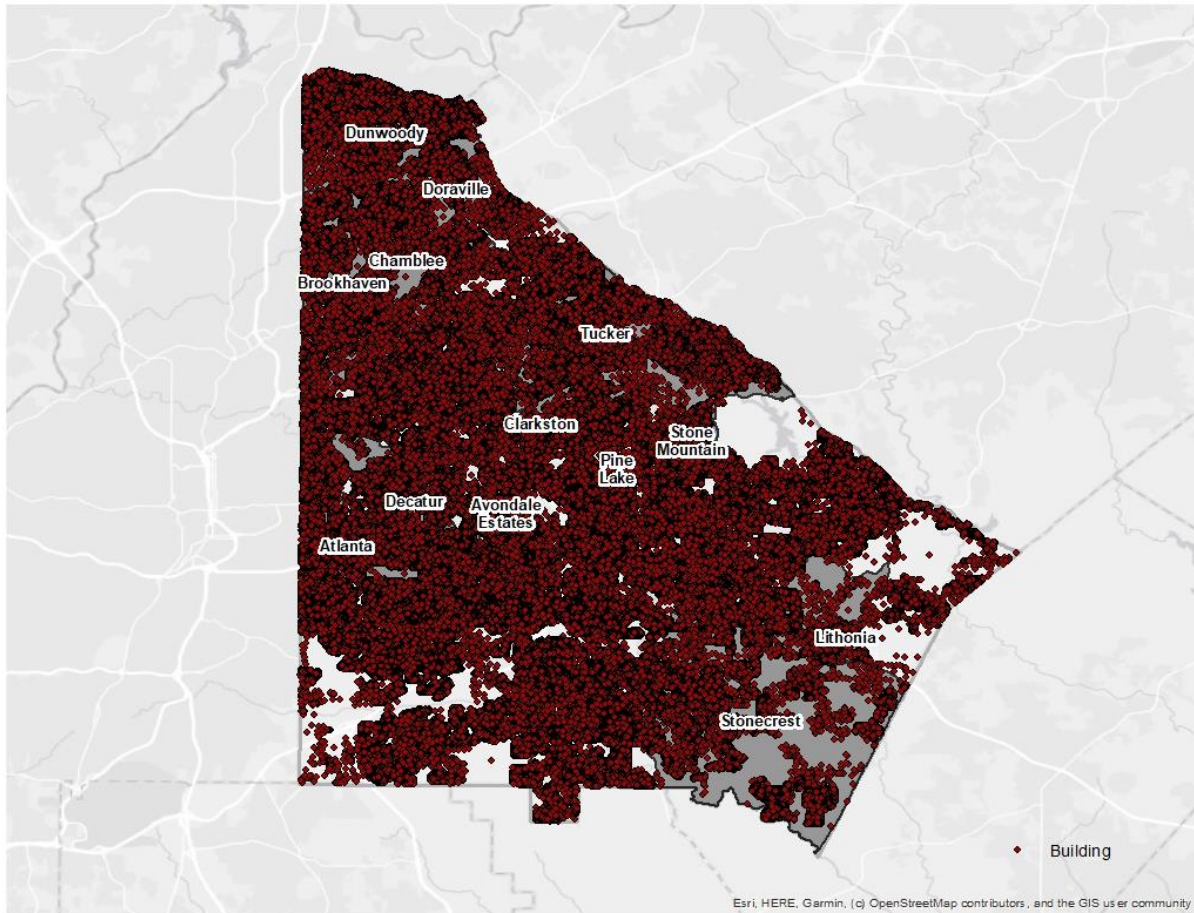 Dunwoody
Doraville
Chamblee
Brookhaven
Tucker
Clarkston
Stone
Mountain
Pine
Lake
Decatur
Avondale
Estates
Atlanta
Lithonia
Stonecrest
Building
Esri, HERE, Garmin, (c) OpenStreetMap contributors, and the GIS user community